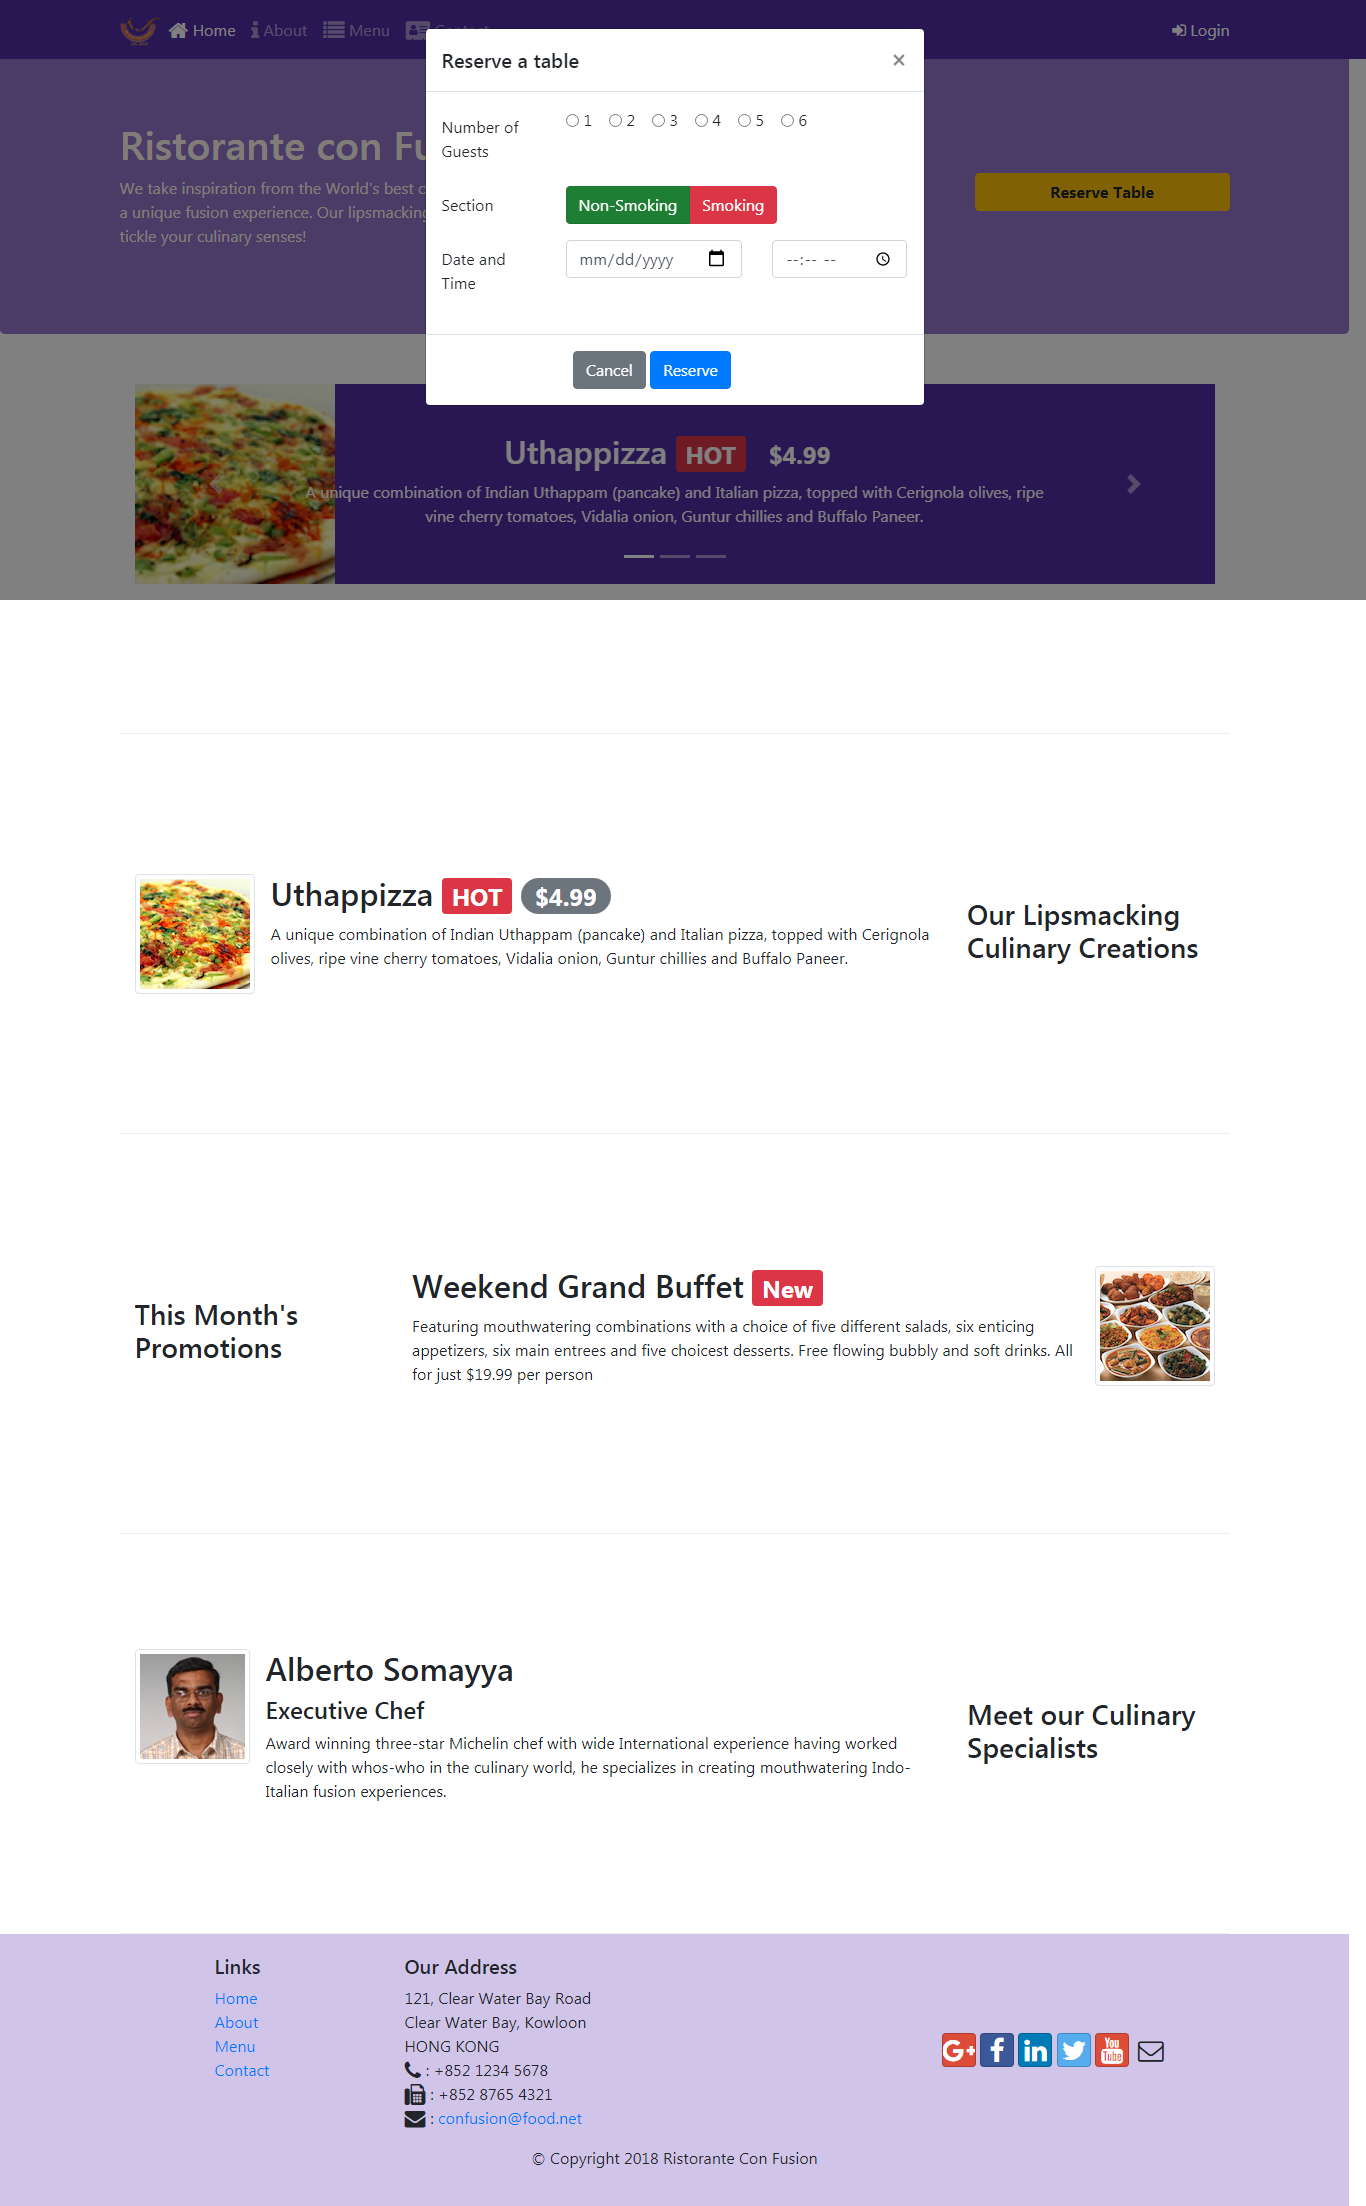 Home About Menu Contact Login
Reserve a table ×
Number of Guests
1 2 3 4 5 6
Section
Non-Smoking Smoking
Date and Time
mm/dd/yyyy --:-- --
Cancel Reserve
Ristorante con Fu
We take inspiration from the World's best c
a unique fusion experience. Our lipsmacking
tickle your culinary senses!
Reserve Table
Uthappizza HOT $4.99
A unique combination of Indian Uthappam (pancake) and Italian pizza, topped with Cerignola olives, ripe
vine cherry tomatoes, Vidalia onion, Guntur chillies and Buffalo Paneer.
Uthappizza HOT $4.99
A unique combination of Indian Uthappam (pancake) and Italian pizza, topped with Cerignola
olives, ripe vine cherry tomatoes, Vidalia onion, Guntur chillies and Buffalo Paneer.
Our Lipsmacking
Culinary Creations
This Month's
Promotions
Weekend Grand Buffet New
Featuring mouthwatering combinations with a choice of five different salads, six enticing
appetizers, six main entrees and five choicest desserts. Free flowing bubbly and soft drinks. All
for just $19.99 per person
Alberto Somayya
Executive Chef
Award winning three-star Michelin chef with wide International experience having worked
closely with whos-who in the culinary world, he specializes in creating mouthwatering Indo-
Italian fusion experiences.
Meet our Culinary
Specialists
Links
Home
About
Menu
Contact
Our Address
121, Clear Water Bay Road
Clear Water Bay, Kowloon
HONG KONG
: +852 1234 5678
: +852 8765 4321
: confusion@food.net
G+ f in You Tube
© Copyright 2018 Ristorante Con Fusion